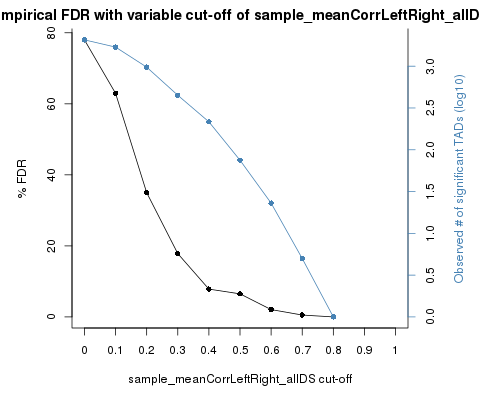 mpirical FDR with variable cut-off of sample_meanCorrLeftRight_allD
80
60
40
20
0
% FDR
3.0
2.5
2.0
1.5
1.0
0.5
0.0
Observed # of significant TADs (log10)
0 0.1 0.2 0.3 0.4 0.5 0.6 0.7 0.8 0.9 1
sample_meanCorrLeftRight_allDS cut-off